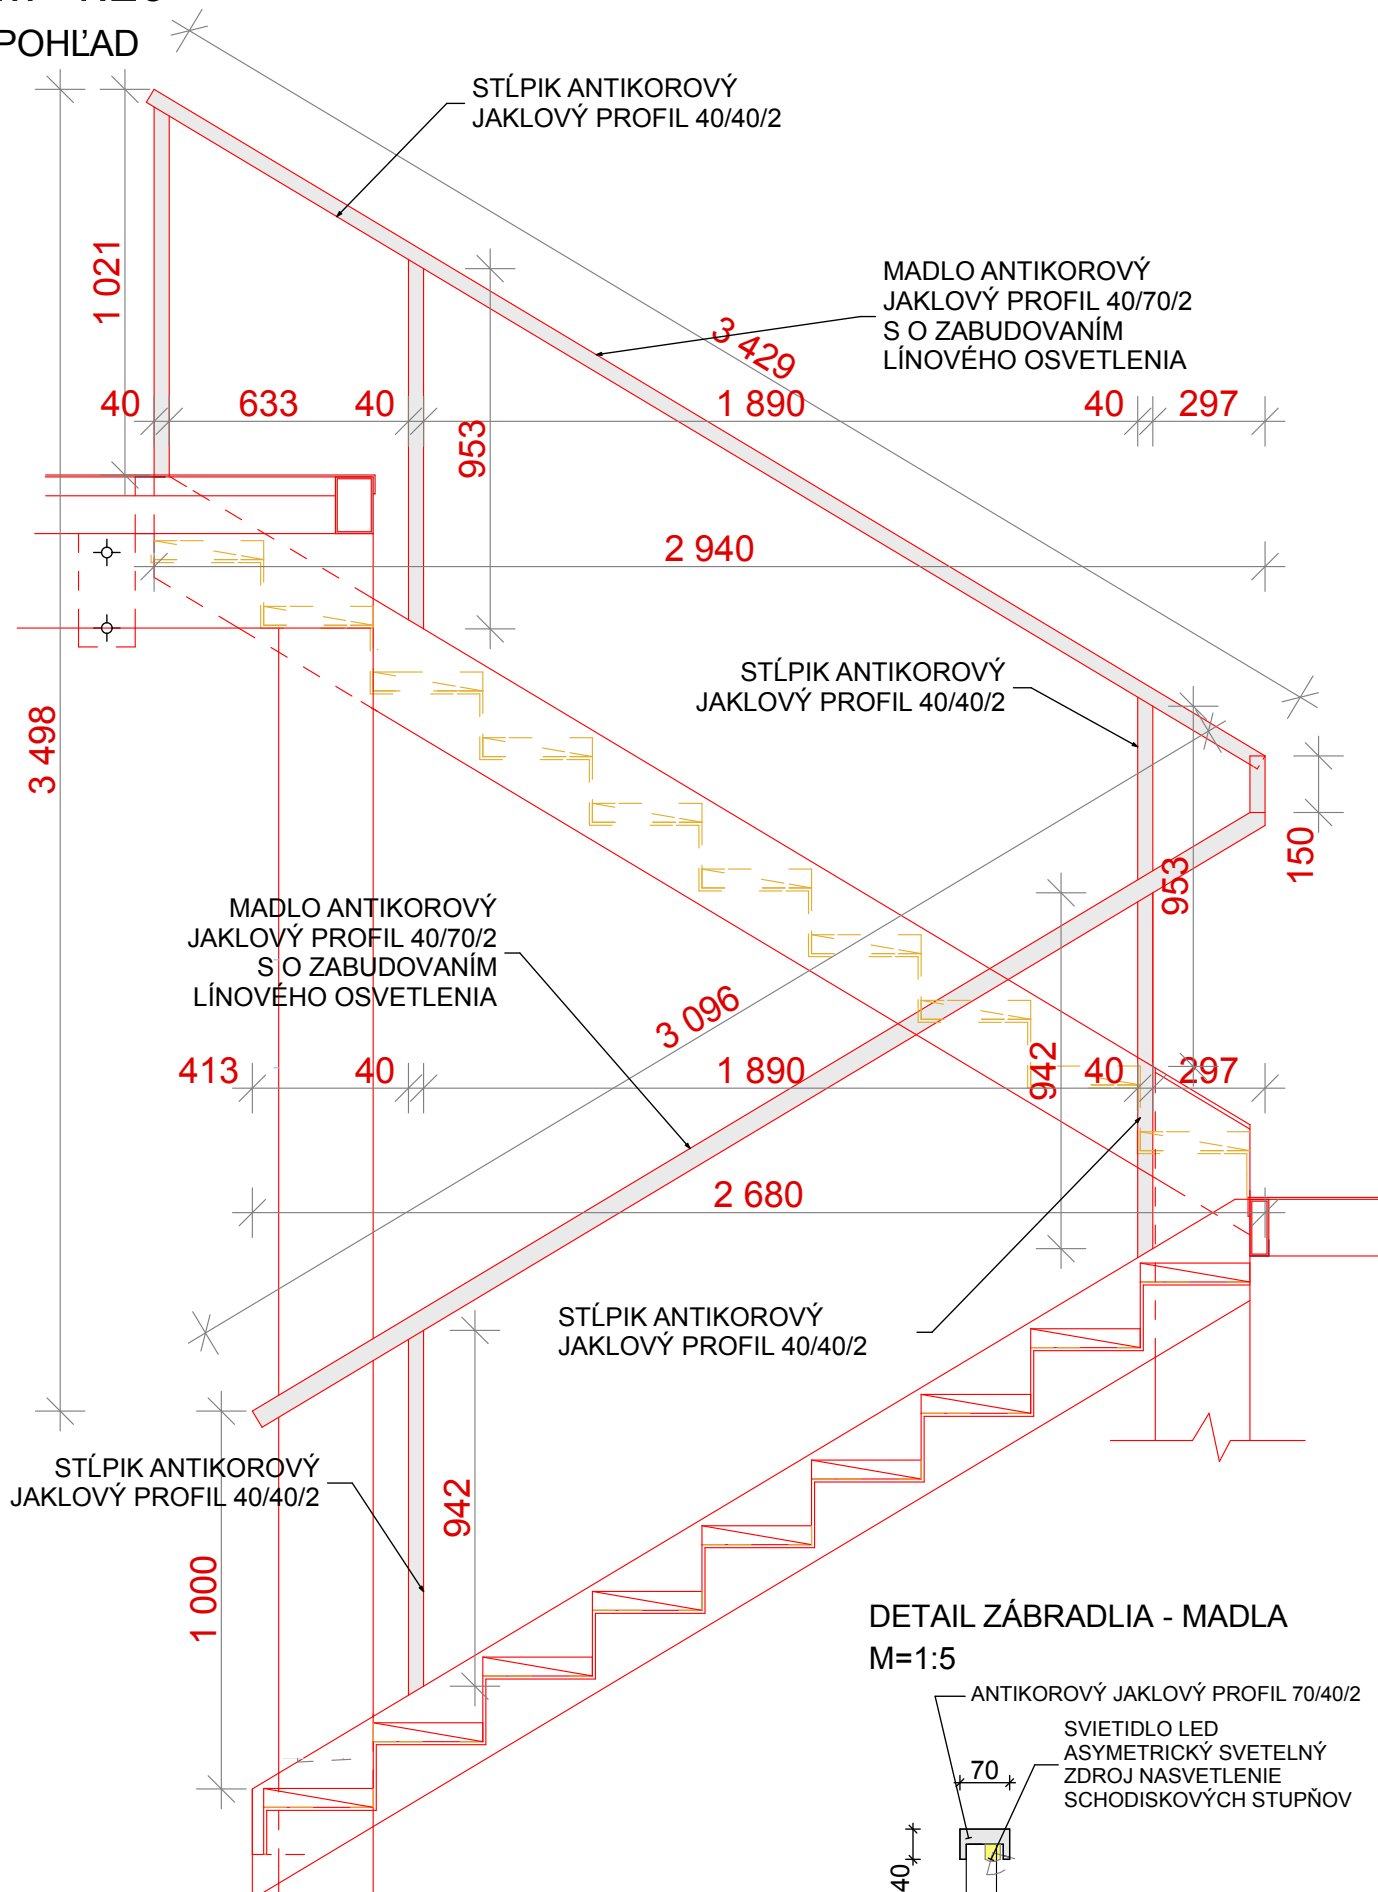 POHĽAD
STĹPIK ANTIKOROVÝ
JAKLOVÝ PROFIL 40/40/2
MADLO ANTIKOROVÝ
JAKLOVÝ PROFIL 40/70/2
S O ZABUDOVANÍM
LÍNOVÉHO OSVETLENIA
1 021
3 429
40
633
40
1 890
40
297
953
2 940
STĹPIK ANTIKOROVÝ
JAKLOVÝ PROFIL 40/40/2
3 498
150
953
MADLO ANTIKOROVÝ
JAKLOVÝ PROFIL 40/70/2
S O ZABUDOVANÍM
LÍNOVÉHO OSVETLENIA
3 096
413
40
1 890
942
40
297
2 680
STĹPIK ANTIKOROVÝ
JAKLOVÝ PROFIL 40/40/2
STĹPIK ANTIKOROVÝ
JAKLOVÝ PROFIL 40/40/2
942
1 000
DETAIL ZÁBRADLIA - MADLA
M=1:5
ANTIKOROVÝ JAKLOVÝ PROFIL 70/40/2
SVIETIDLO LED
ASYMETRICKÝ SVETELNÝ
ZDROJ NASVETLENIE
SCHODISKOVÝCH STUPŇOV
70
40